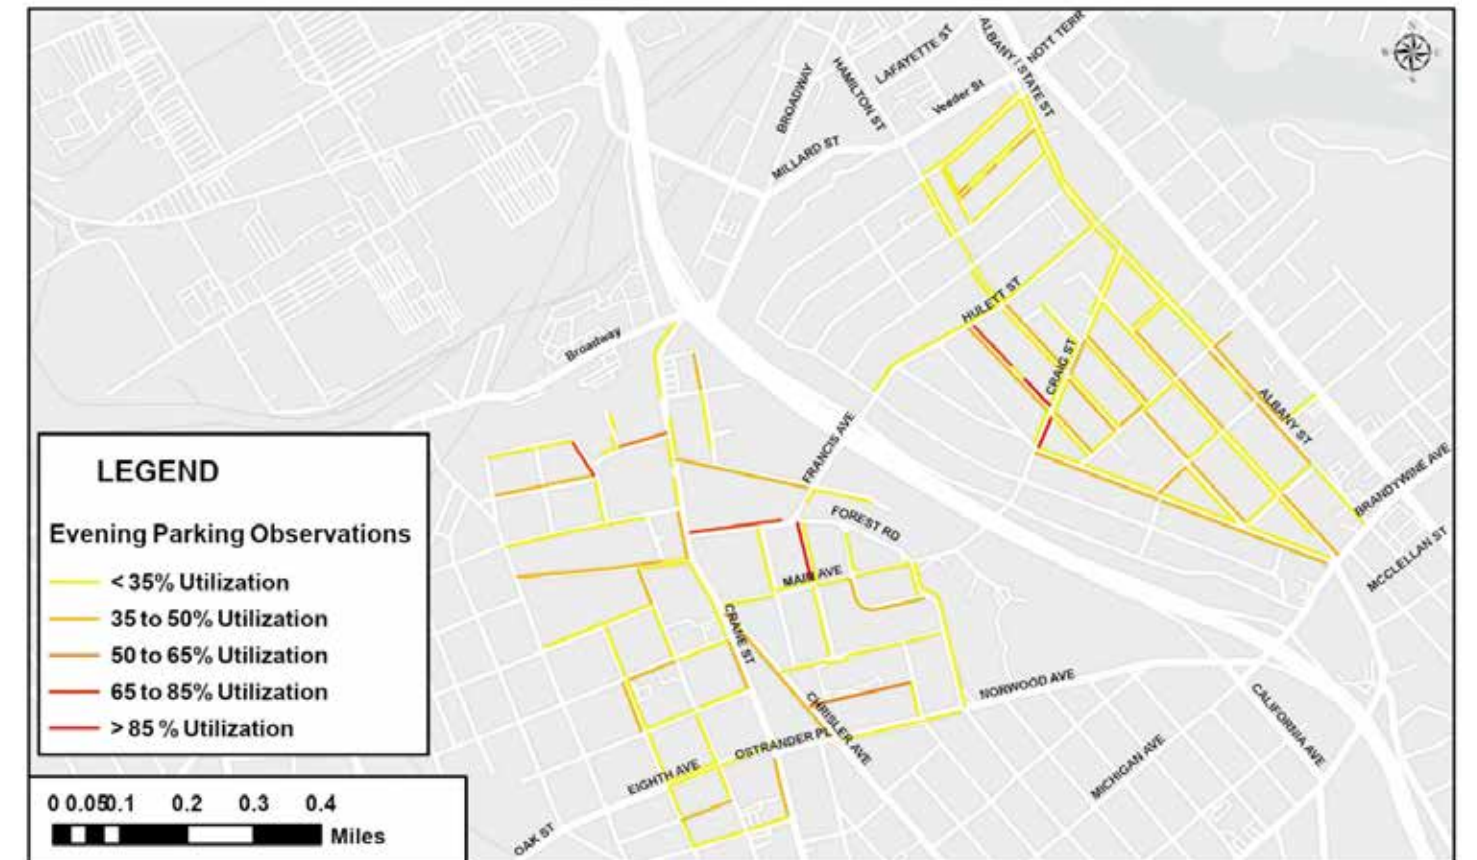 ALBANY / STATE ST
NOTT TERR
LAFAYETTE ST
HAMILTON ST
BROADWAY
Veeder St
MILLARD ST
HULETT ST
Broadway
CRAIG ST
ALBANY ST
FRANCIS AVE
BRANDYWINE AVE
FOREST RD
MCCLELLAN ST
MAIN AVE
CRANE ST
NORWOOD AVE
CHRISLER AVE
OSTRANDER PL
CALIFORNIA AVE
MICHIGAN AVE
EIGHTH AVE
OAK ST
LEGEND
Evening Parking Observations
< 35% Utilization
35 to 50% Utilization
50 to 65% Utilization
65 to 85% Utilization
> 85 % Utilization
0 0.05 0.1 0.2 0.3 0.4
Miles